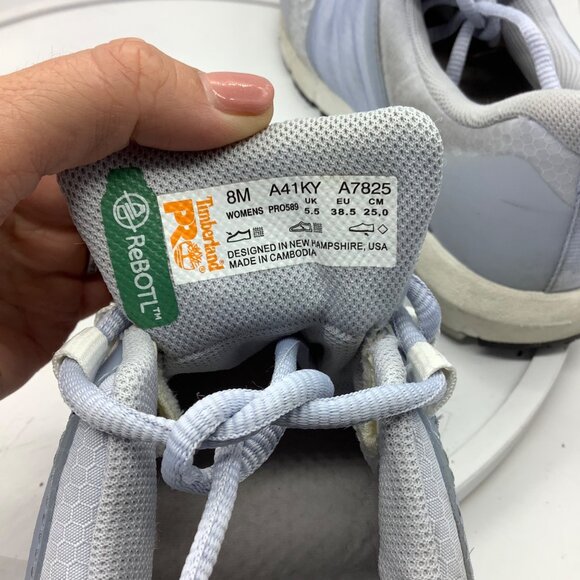 8M A41KY A7825
WOMENS PRO589 UK EU CM
5.5 38.5 25,0
DESIGNED IN NEW HAMPSHIRE, USA
MADE IN CAMBODIA
Timberland
PRO
ReBOTL™